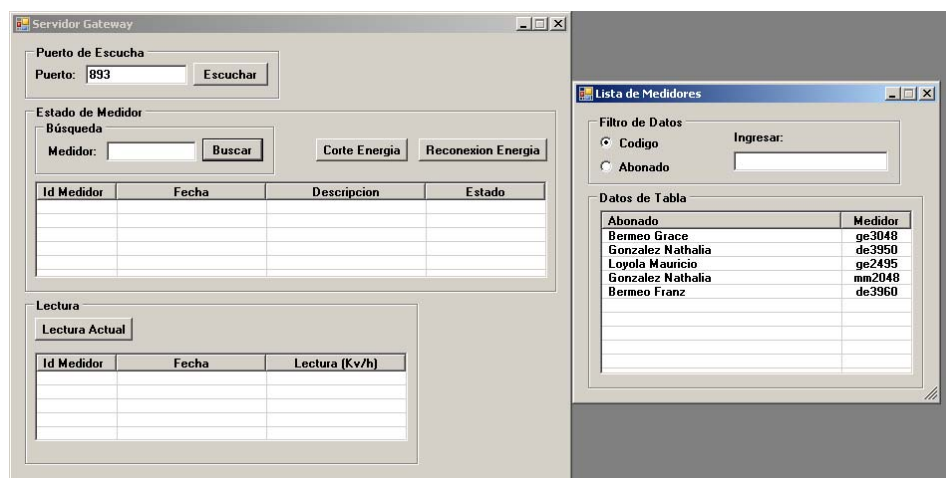 Servidor Gateway
Puerto de Escucha
Puerto: 893 Escuchar
Estado de Medidor
Búsqueda
Medidor: Buscar Corte Energia Reconexion Energia
Id Medidor Fecha Descripcion Estado
Lectura
Lectura Actual
Id Medidor Fecha Lectura (Kv/h)
Lista de Medidores
Filtro de Datos
Codigo Ingresar:
Abonado
Datos de Tabla
Abonado Medidor
Bermeo Grace ge3048
Gonzalez Nathalia de3950
Loyola Mauricio ge2495
Gonzalez Nathalia mm2048
Bermeo Franz de3960